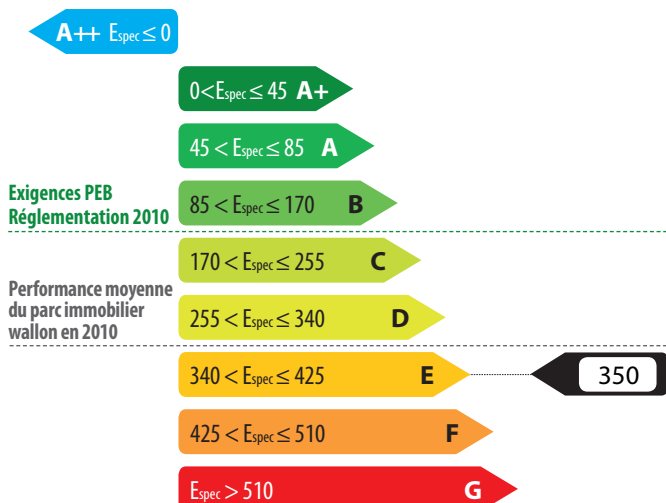 A++ Espec ≤ 0
0<Espec ≤ 45 A+
45 < Espec ≤ 85 A
Exigences PEB
Réglementation 2010
85 < Espec ≤ 170 B
170 < Espec ≤ 255 C
Performance moyenne
du parc immobilier
wallon en 2010
255 < Espec ≤ 340 D
340 < Espec ≤ 425 E 350
425 < Espec ≤ 510 F
Espec > 510 G